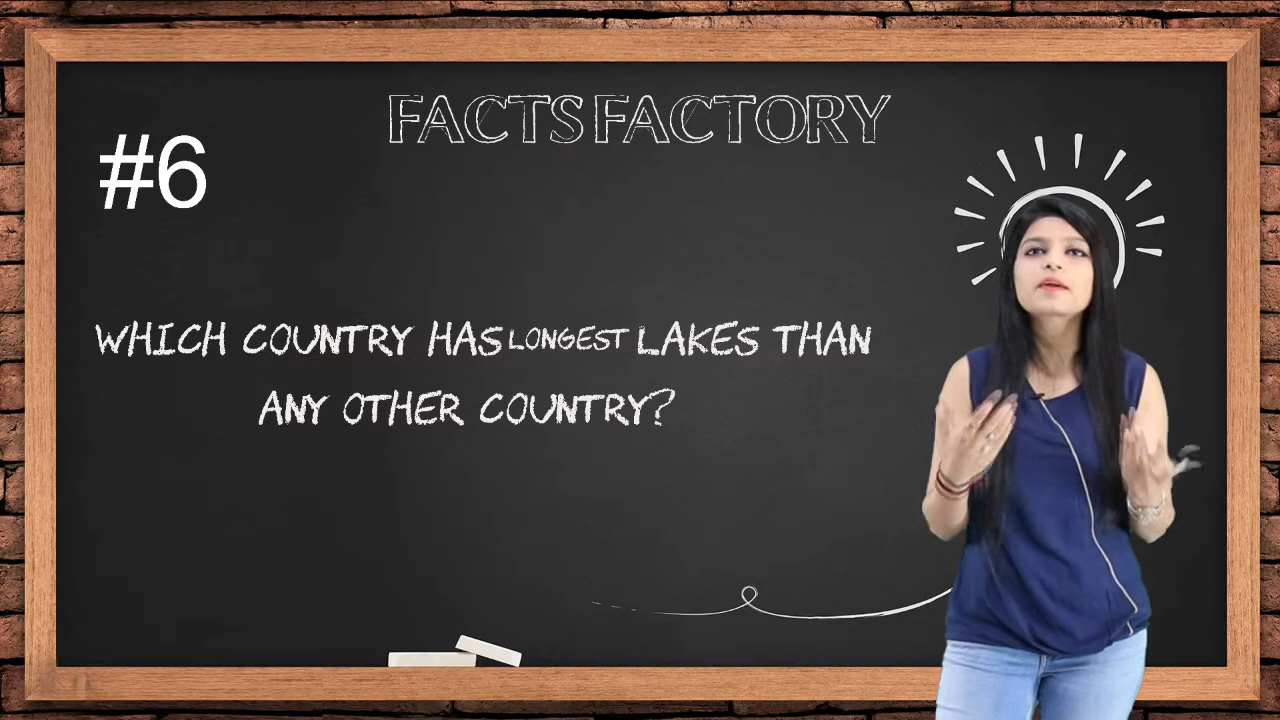 FACTS FACTORY
#6
WHICH COUNTRY HAS LONGEST LAKES THAN
ANY OTHER COUNTRY?